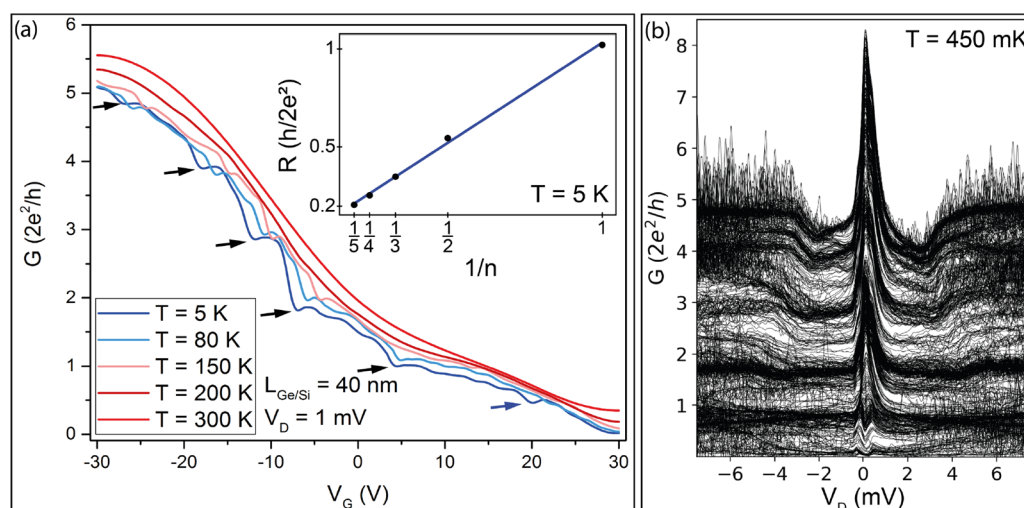 (a)
6
5
4
3
2
1
0
G (2e²/h)
-30
-20
-10
0
10
20
30
V_G (V)
T = 5 K
T = 80 K
T = 150 K
T = 200 K
T = 300 K
L_Ge/Si = 40 nm
V_D = 1 mV
R (h/2e²)
1
0.5
0.2
T = 5 K
1/5
1/4
1/3
1/2
1
1/n
(b)
T = 450 mK
8
7
6
5
4
3
2
1
G (2e²/h)
−6
−4
−2
0
2
4
6
V_D (mV)